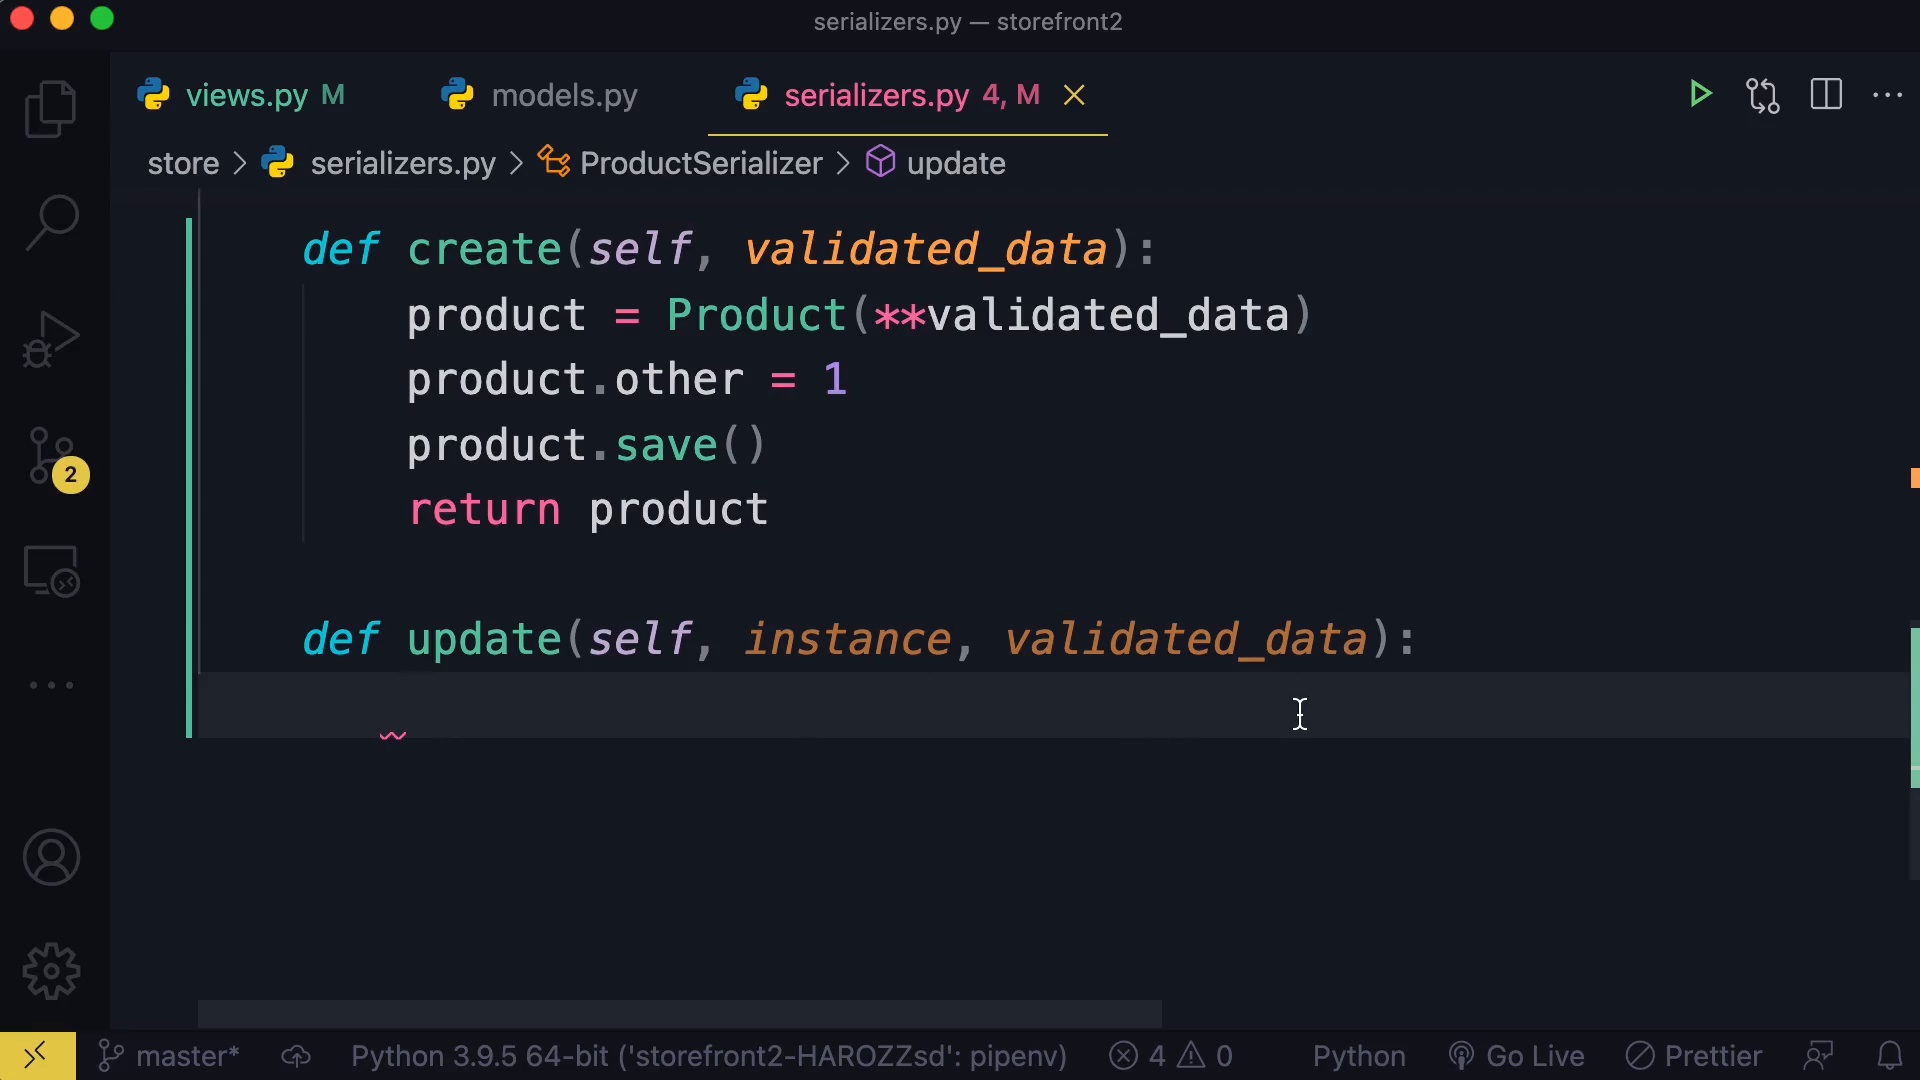 serializers.py — storefront2
views.py M models.py serializers.py 4, M
store > serializers.py > ProductSerializer > update
def create(self, validated_data):
product = Product(**validated_data)
product.other = 1
product.save()
return product
def update(self, instance, validated_data):
2
master* Python 3.9.5 64-bit ('storefront2-HAROZZsd': pipenv) 4 0 Python Go Live Prettier